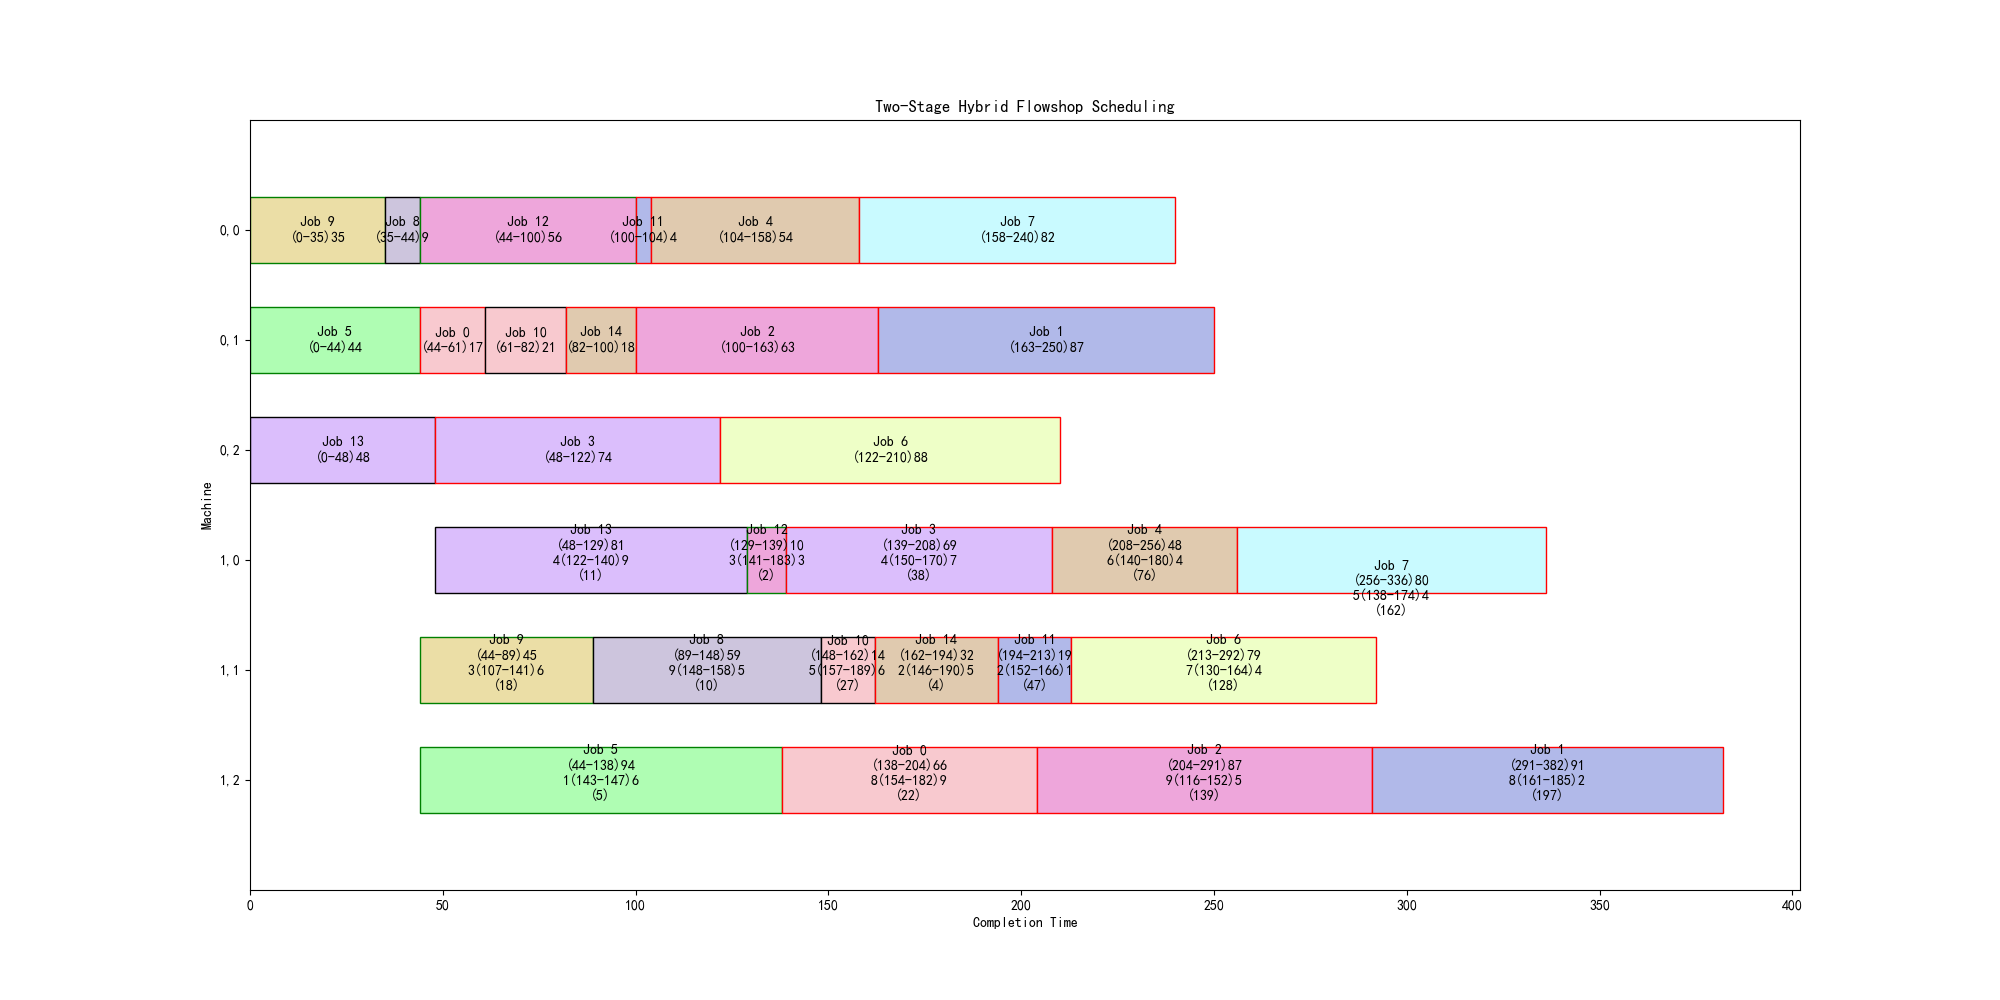 Two-Stage Hybrid Flowshop Scheduling
0,0
Job 9
(0-35)35
Job 8
(35-44)9
Job 12
(44-100)56
Job 11
(100-104)4
Job 4
(104-158)54
Job 7
(158-240)82
0,1
Job 5
(0-44)44
Job 0
(44-61)17
Job 10
(61-82)21
Job 14
(82-100)18
Job 2
(100-163)63
Job 1
(163-250)87
0,2
Job 13
(0-48)48
Job 3
(48-122)74
Job 6
(122-210)88
Machine
1,0
Job 13
(48-129)81
4(122-140)9
(11)
Job 12
(129-139)10
3(141-183)3
(2)
Job 3
(139-208)69
4(150-170)7
(38)
Job 4
(208-256)48
6(140-180)4
(76)
Job 7
(256-336)80
5(138-174)4
(162)
1,1
Job 9
(44-89)45
3(107-141)6
(18)
Job 8
(89-148)59
9(148-158)5
(10)
Job 10
(148-162)14
5(157-189)6
(27)
Job 14
(162-194)32
2(146-190)5
(4)
Job 11
(194-213)19
2(152-166)1
(47)
Job 6
(213-292)79
7(130-164)4
(128)
1,2
Job 5
(44-138)94
1(143-147)6
(5)
Job 0
(138-204)66
8(154-182)9
(22)
Job 2
(204-291)87
9(116-152)5
(139)
Job 1
(291-382)91
8(161-185)2
(197)
0 50 100 150 200 250 300 350 400
Completion Time